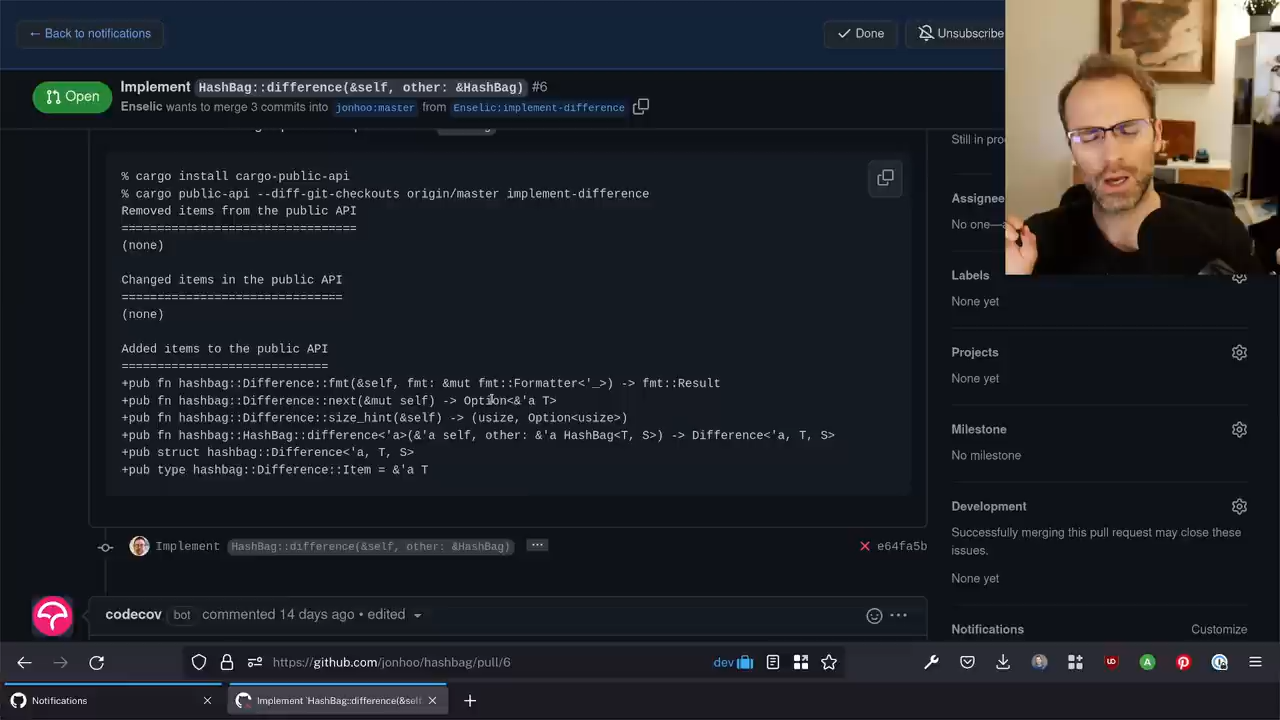 ← Back to notifications
Done
Unsubscribe
Open
Implement HashBag::difference(&self, other: &HashBag) #6
Enselic wants to merge 3 commits into jonhoo:master from Enselic:implement-difference
% cargo install cargo-public-api
% cargo public-api --diff-git-checkouts origin/master implement-difference
Removed items from the public API
=================================
(none)
Changed items in the public API
===============================
(none)
Added items to the public API
=============================
+pub fn hashbag::Difference::fmt(&self, fmt: &mut fmt::Formatter<'_>) -> fmt::Result
+pub fn hashbag::Difference::next(&mut self) -> Option<&'a T>
+pub fn hashbag::Difference::size_hint(&self) -> (usize, Option<usize>)
+pub fn hashbag::HashBag::difference<'a>(&'a self, other: &'a HashBag<T, S>) -> Difference<'a, T, S>
+pub struct hashbag::Difference<'a, T, S>
+pub type hashbag::Difference::Item = &'a T
Implement HashBag::difference(&self, other: &HashBag) ... e64fa5b
codecov bot commented 14 days ago • edited
Still in pro
Assignee
No one—a
Labels
None yet
Projects
None yet
Milestone
No milestone
Development
Successfully merging this pull request may close these
issues.
None yet
Notifications Customize
https://github.com/jonhoo/hashbag/pull/6
dev
Notifications
Implement `HashBag::difference(&self